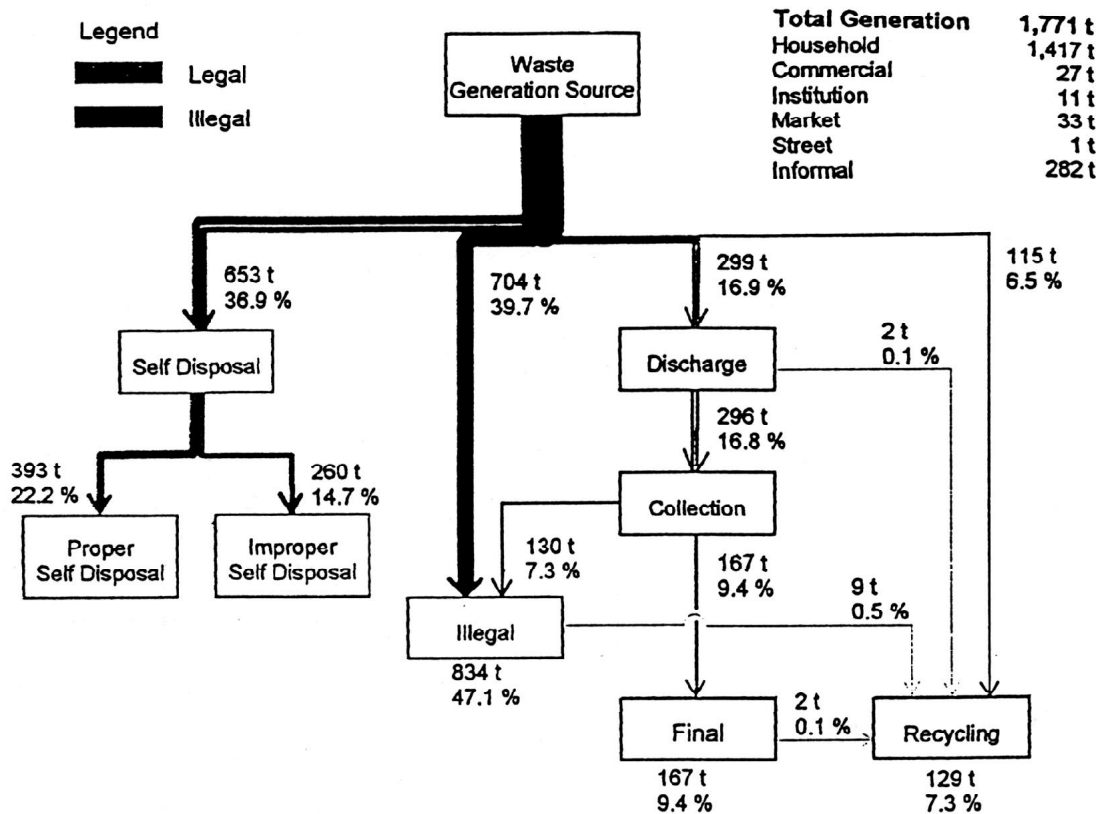 Legend
Legal
Illegal
Waste
Generation Source
Total Generation 1,771 t
Household 1,417 t
Commercial 27 t
Institution 11 t
Market 33 t
Street 1 t
Informal 282 t
653 t
36.9 %
704 t
39.7 %
299 t
16.9 %
115 t
6.5 %
Self Disposal
Discharge
2 t
0.1 %
296 t
16.8 %
393 t
22.2 %
260 t
14.7 %
Collection
Proper
Self Disposal
Improper
Self Disposal
130 t
7.3 %
167 t
9.4 %
9 t
0.5 %
Illegal
834 t
47.1 %
Final
2 t
0.1 %
Recycling
167 t
9.4 %
129 t
7.3 %